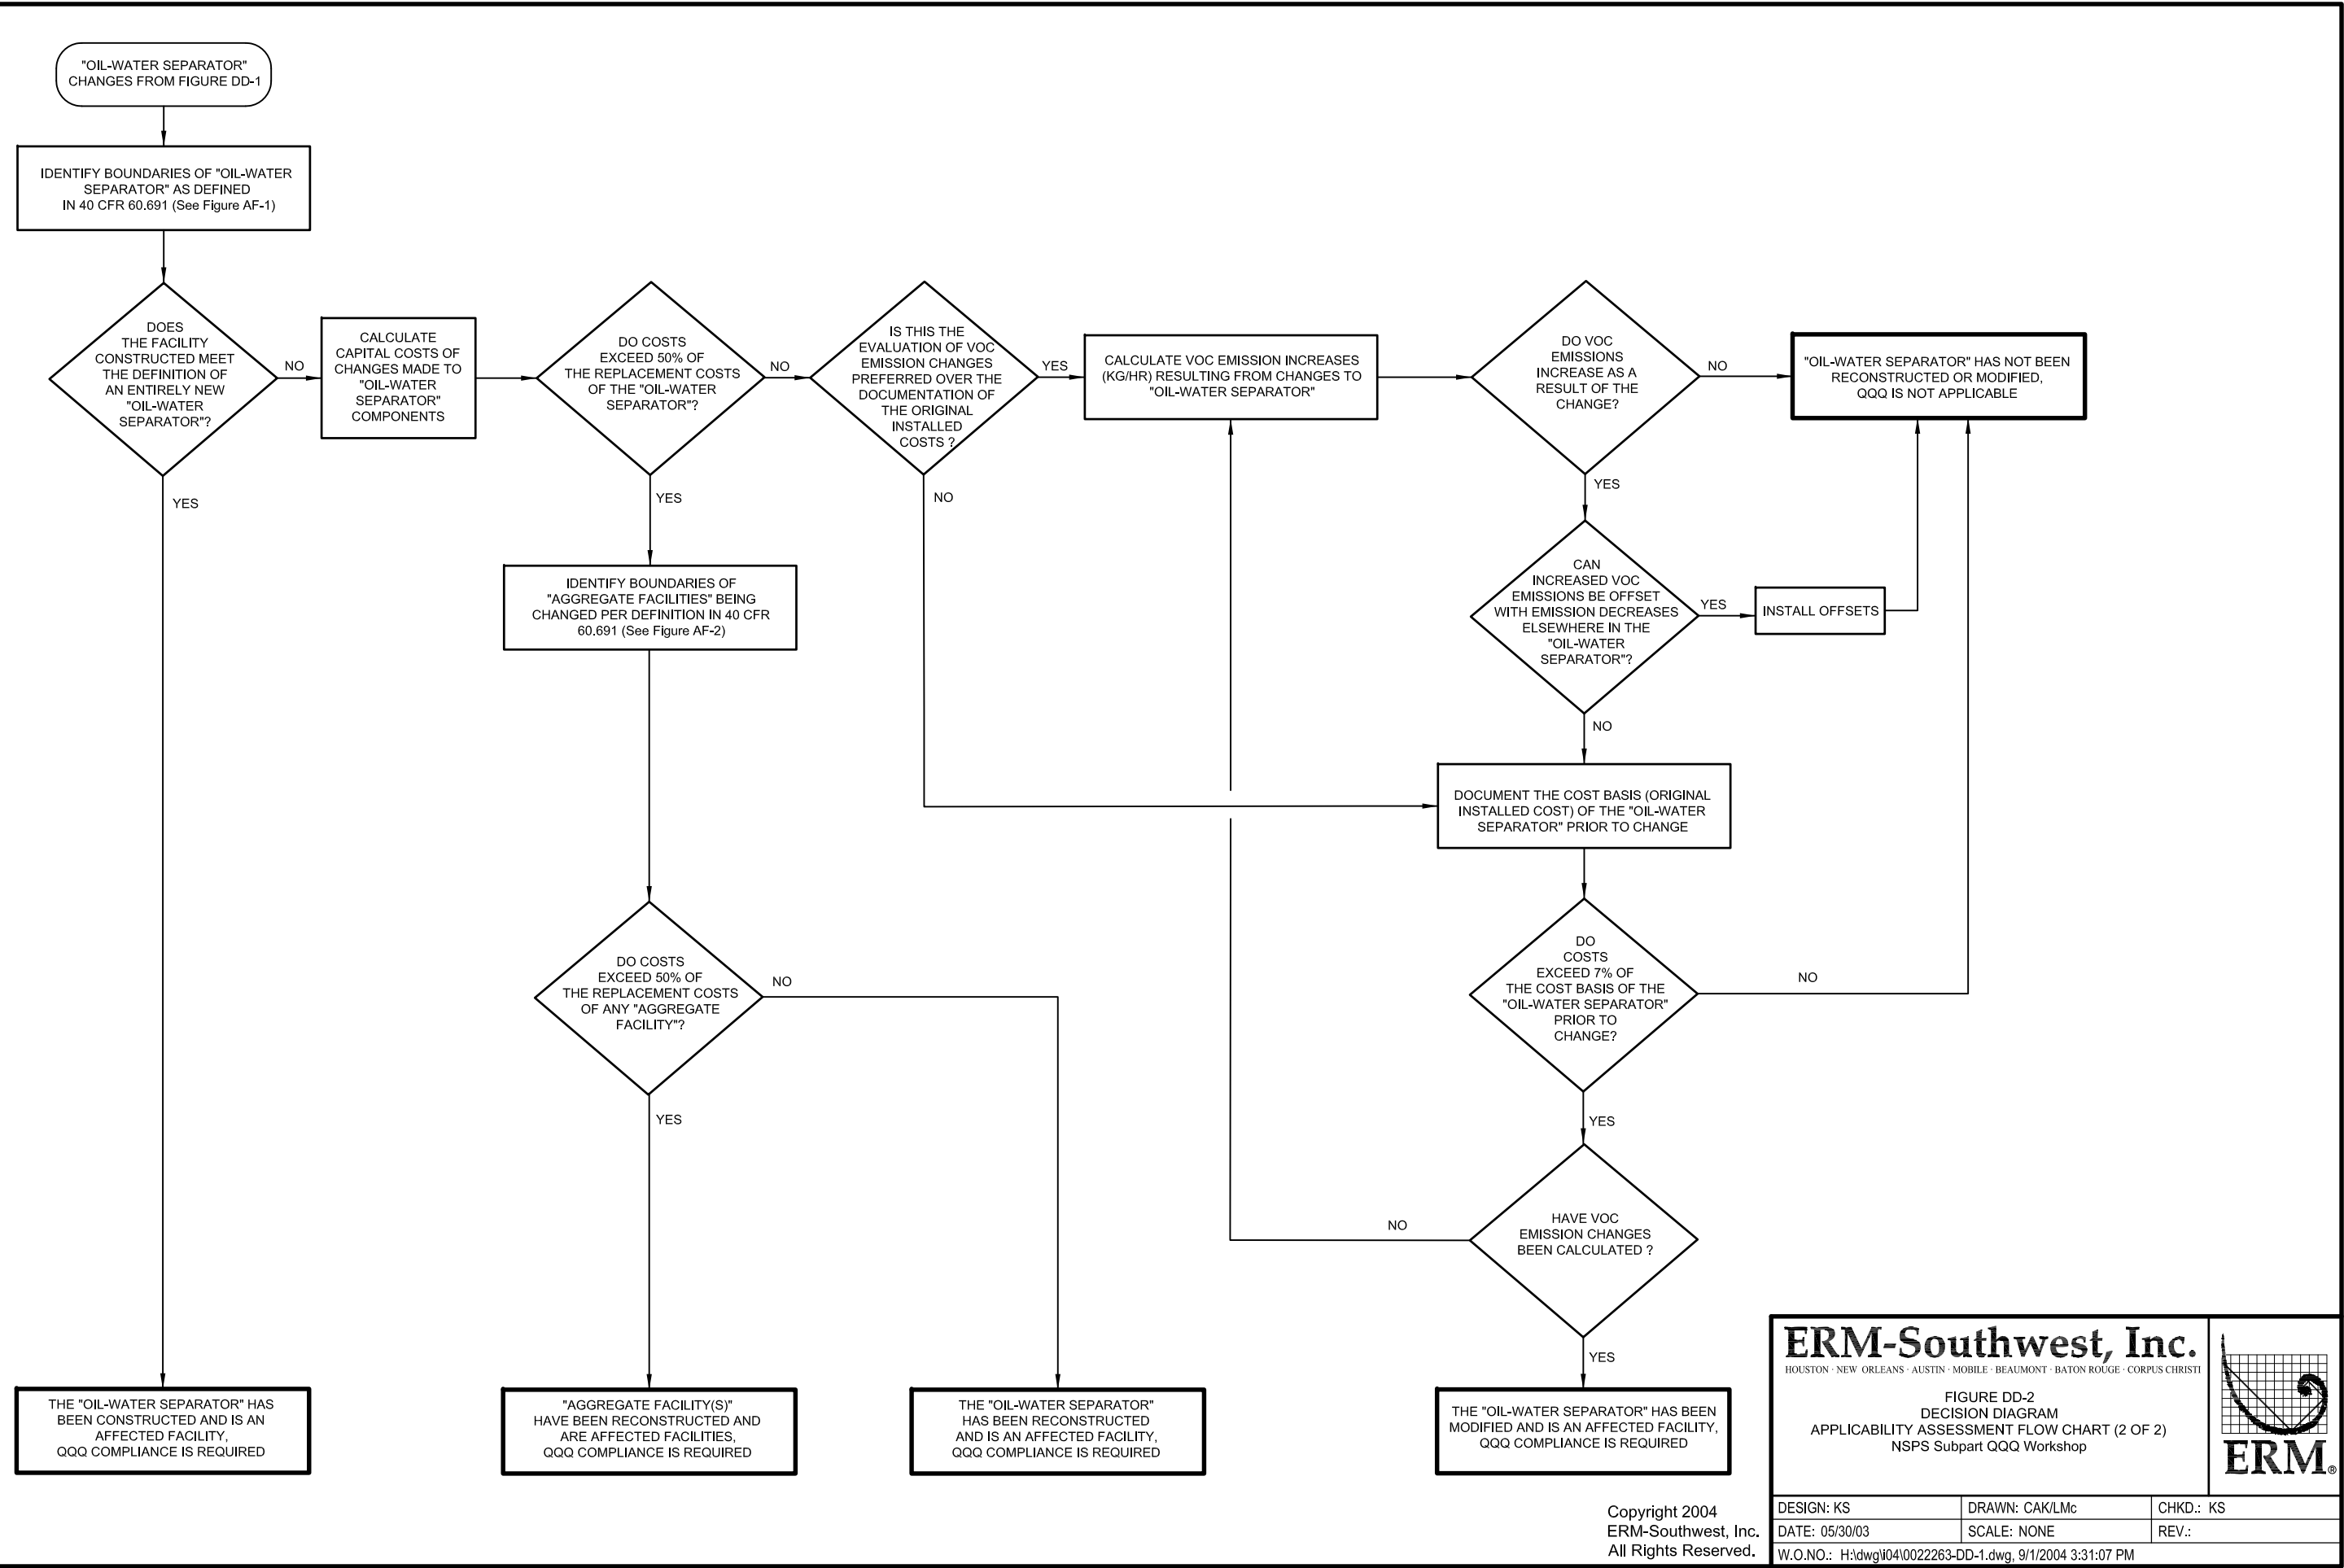 "OIL-WATER SEPARATOR"
CHANGES FROM FIGURE DD-1
IDENTIFY BOUNDARIES OF "OIL-WATER
SEPARATOR" AS DEFINED
IN 40 CFR 60.691 (See Figure AF-1)
DOES
THE FACILITY
CONSTRUCTED MEET
THE DEFINITION OF
AN ENTIRELY NEW
"OIL-WATER
SEPARATOR"?
NO
YES
CALCULATE
CAPITAL COSTS OF
CHANGES MADE TO
"OIL-WATER
SEPARATOR"
COMPONENTS
DO COSTS
EXCEED 50% OF
THE REPLACEMENT COSTS
OF THE "OIL-WATER
SEPARATOR"?
NO
YES
IS THIS THE
EVALUATION OF VOC
EMISSION CHANGES
PREFERRED OVER THE
DOCUMENTATION OF
THE ORIGINAL
INSTALLED
COSTS ?
YES
NO
CALCULATE VOC EMISSION INCREASES
(KG/HR) RESULTING FROM CHANGES TO
"OIL-WATER SEPARATOR"
DO VOC
EMISSIONS
INCREASE AS A
RESULT OF THE
CHANGE?
NO
YES
"OIL-WATER SEPARATOR" HAS NOT BEEN
RECONSTRUCTED OR MODIFIED,
QQQ IS NOT APPLICABLE
CAN
INCREASED VOC
EMISSIONS BE OFFSET
WITH EMISSION DECREASES
ELSEWHERE IN THE
"OIL-WATER
SEPARATOR"?
YES
NO
INSTALL OFFSETS
IDENTIFY BOUNDARIES OF
"AGGREGATE FACILITIES" BEING
CHANGED PER DEFINITION IN 40 CFR
60.691 (See Figure AF-2)
DOCUMENT THE COST BASIS (ORIGINAL
INSTALLED COST) OF THE "OIL-WATER
SEPARATOR" PRIOR TO CHANGE
DO COSTS
EXCEED 50% OF
THE REPLACEMENT COSTS
OF ANY "AGGREGATE
FACILITY"?
NO
YES
DO
COSTS
EXCEED 7% OF
THE COST BASIS OF THE
"OIL-WATER SEPARATOR"
PRIOR TO
CHANGE?
NO
YES
HAVE VOC
EMISSION CHANGES
BEEN CALCULATED ?
NO
YES
THE "OIL-WATER SEPARATOR" HAS
BEEN CONSTRUCTED AND IS AN
AFFECTED FACILITY,
QQQ COMPLIANCE IS REQUIRED
"AGGREGATE FACILITY(S)"
HAVE BEEN RECONSTRUCTED AND
ARE AFFECTED FACILITIES,
QQQ COMPLIANCE IS REQUIRED
THE "OIL-WATER SEPARATOR"
HAS BEEN RECONSTRUCTED
AND IS AN AFFECTED FACILITY,
QQQ COMPLIANCE IS REQUIRED
THE "OIL-WATER SEPARATOR" HAS BEEN
MODIFIED AND IS AN AFFECTED FACILITY,
QQQ COMPLIANCE IS REQUIRED
Copyright 2004
ERM-Southwest, Inc.
All Rights Reserved.
ERM-Southwest, Inc.
HOUSTON · NEW ORLEANS · AUSTIN · MOBILE · BEAUMONT · BATON ROUGE · CORPUS CHRISTI
FIGURE DD-2
DECISION DIAGRAM
APPLICABILITY ASSESSMENT FLOW CHART (2 OF 2)
NSPS Subpart QQQ Workshop
ERM®
DESIGN: KS DRAWN: CAK/LMc CHKD.: KS
DATE: 05/30/03 SCALE: NONE REV.:
W.O.NO.: H:\dwg\i04\0022263-DD-1.dwg, 9/1/2004 3:31:07 PM